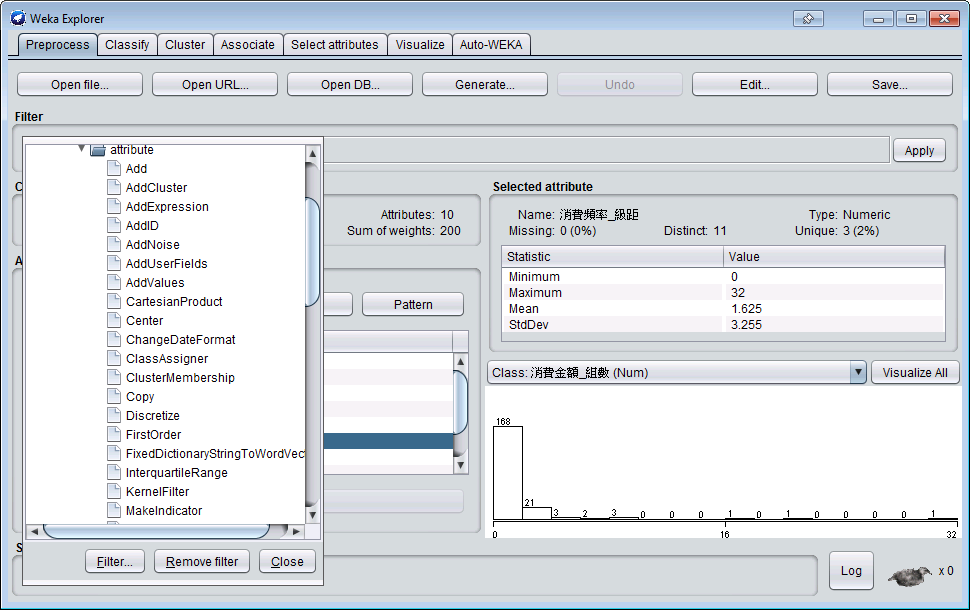 Weka Explorer
Preprocess Classify Cluster Associate Select attributes Visualize Auto-WEKA
Open file... Open URL... Open DB... Generate... Undo Edit... Save...
Filter
Apply
attribute
Add
AddCluster
AddExpression
AddID
AddNoise
AddUserFields
AddValues
CartesianProduct
Center
ChangeDateFormat
ClassAssigner
ClusterMembership
Copy
Discretize
FirstOrder
FixedDictionaryStringToWordVect
InterquartileRange
KernelFilter
MakeIndicator
Filter... Remove filter Close
C
Attributes: 10
Sum of weights: 200
A
Pattern
S
Selected attribute
Name: 消費頻率_級距 Type: Numeric
Missing: 0 (0%) Distinct: 11 Unique: 3 (2%)
Statistic Value
Minimum 0
Maximum 32
Mean 1.625
StdDev 3.255
Class: 消費金額_組數 (Num) Visualize All
168
21 3 2 3 0 0 0 1 0 1 0 0 0 0 1
0 16 32
Log x 0